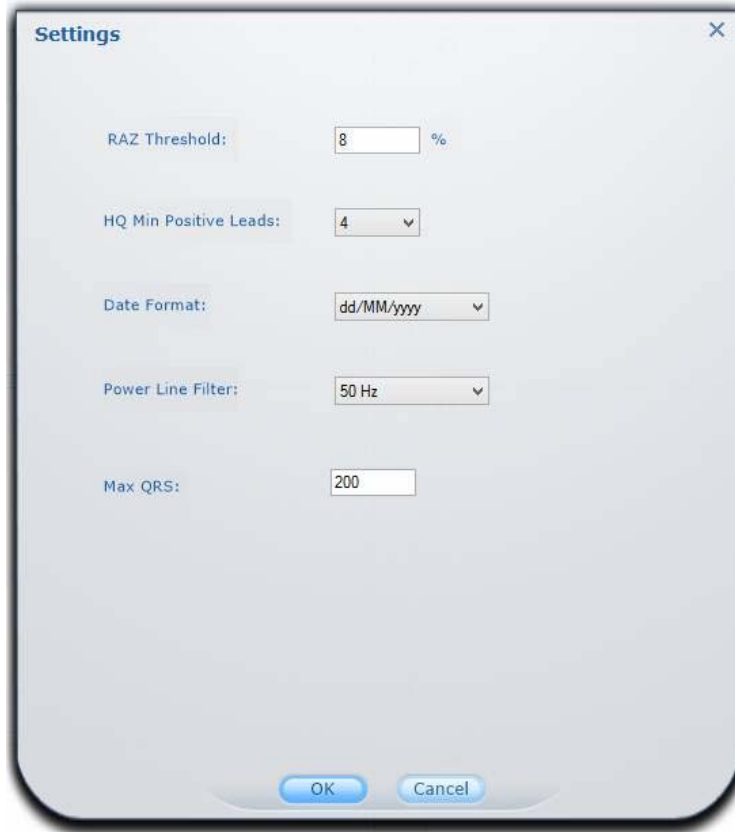 Settings
RAZ Threshold: 8 %
HQ Min Positive Leads: 4
Date Format: dd/MM/yyyy
Power Line Filter: 50 Hz
Max QRS: 200
OK Cancel